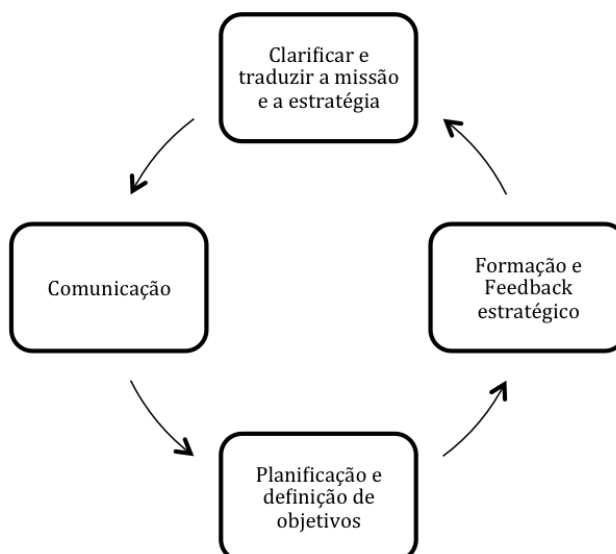 Clarificar e
traduzir a missão
e a estratégia
Comunicação
Formação e
Feedback
estratégico
Planificação e
definição de
objetivos